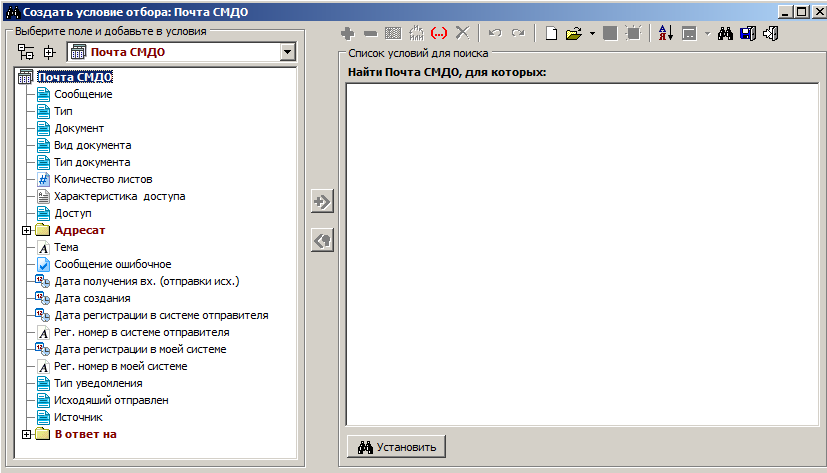 Создать условие отбора: Почта СМДО
Выберите поле и добавьте в условия
Почта СМДО
Почта СМДО
Сообщение
Тип
Документ
Вид документа
Тип документа
Количество листов
Характеристика доступа
Доступ
Адресат
Тема
Сообщение ошибочное
Дата получения вх. (отправки исх.)
Дата создания
Дата регистрации в системе отправителя
Рег. номер в системе отправителя
Дата регистрации в моей системе
Рег. номер в моей системе
Тип уведомления
Исходящий отправлен
Источник
В ответ на
Список условий для поиска
Найти Почта СМДО, для которых:
Установить